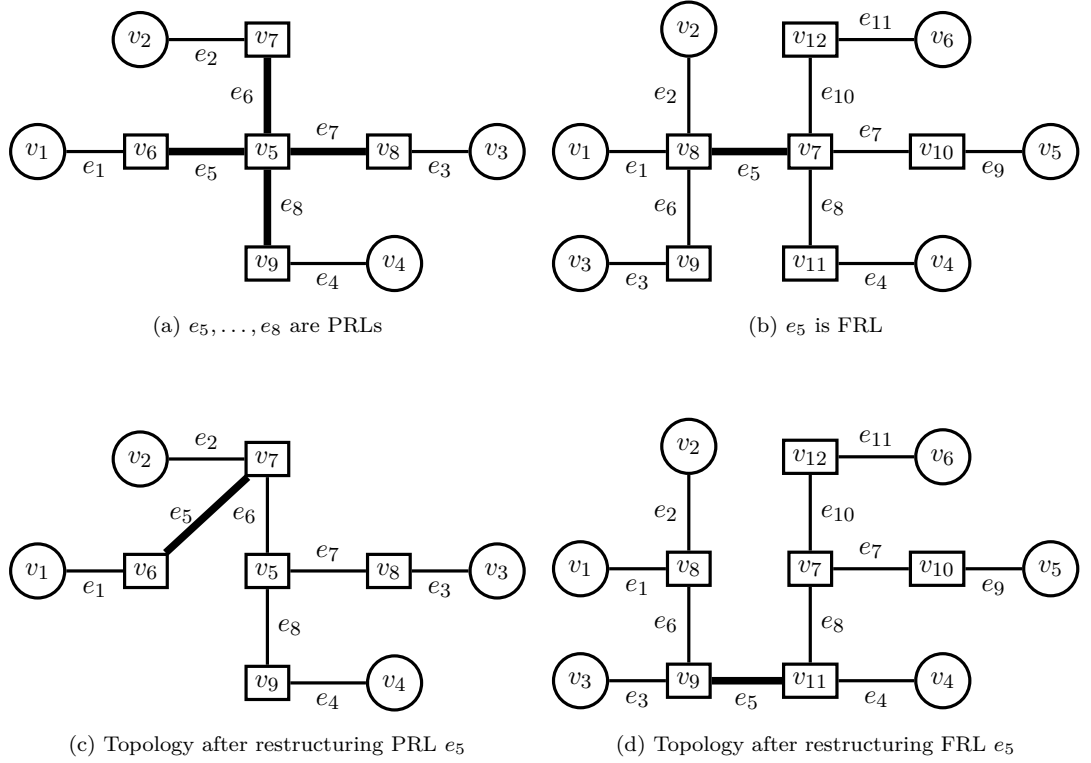 v₂ e₂ v₇
e₆
v₁ e₁ v₆ e₅ v₅ e₇ v₈ e₃ v₃
e₈
v₉ e₄ v₄
(a) e₅, . . . , e₈ are PRLs
v₂ v₁₂ e₁₁ v₆
e₂ e₁₀
v₁ e₁ v₈ e₅ v₇ e₇ v₁₀ e₉ v₅
e₆ e₈
v₃ e₃ v₉ v₁₁ e₄ v₄
(b) e₅ is FRL
v₂ e₂ v₇
e₅ e₆
v₁ e₁ v₆ v₅ e₇ v₈ e₃ v₃
e₈
v₉ e₄ v₄
(c) Topology after restructuring PRL e₅
v₂ v₁₂ e₁₁ v₆
e₂ e₁₀
v₁ e₁ v₈ v₇ e₇ v₁₀ e₉ v₅
e₆ e₈
v₃ e₃ v₉ e₅ v₁₁ e₄ v₄
(d) Topology after restructuring FRL e₅